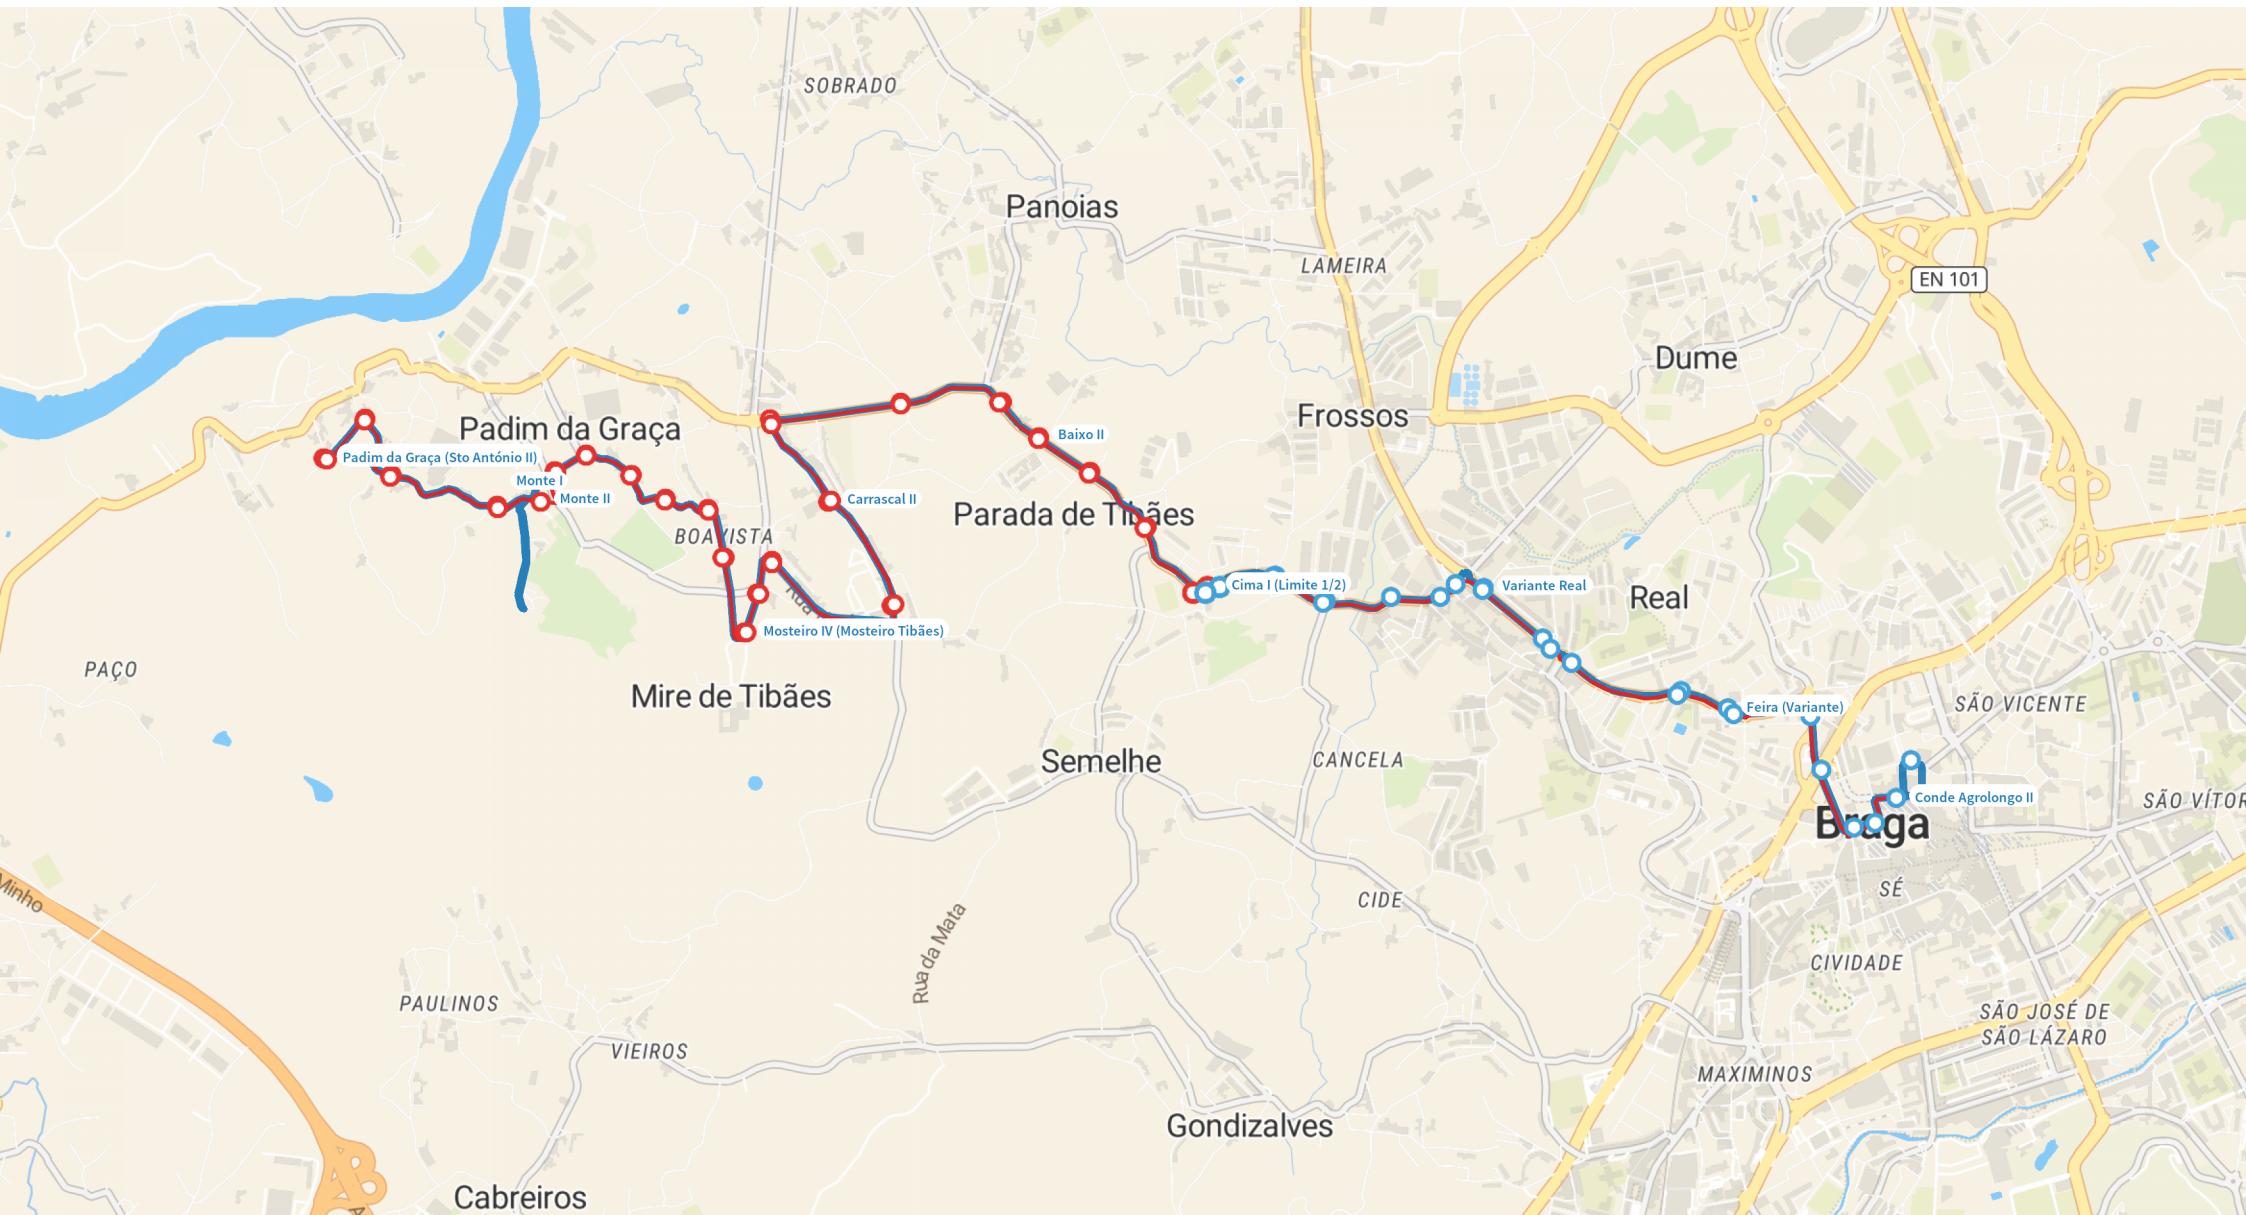 SOBRADO
Panoias
LAMEIRA
EN 101
Dume
Frossos
Padim da Graça
Baixo II
Padim da Graça (Sto António II)
Monte I
Monte II
Carrascal II
Parada de Tibães
BOAVISTA
Cima I (Limite 1/2)
Variante Real
Real
Rua
Mosteiro IV (Mosteiro Tibães)
PAÇO
Mire de Tibães
SÃO VICENTE
Feira (Variante)
Semelhe
CANCELA
Conde Agrolongo II
SÃO VÍTOR
Braga
Minho
SÉ
CIDE
Rua da Mata
CIVIDADE
PAULINOS
SÃO JOSÉ DE
SÃO LÁZARO
VIEIROS
MAXIMINOS
Gondizalves
Cabreiros